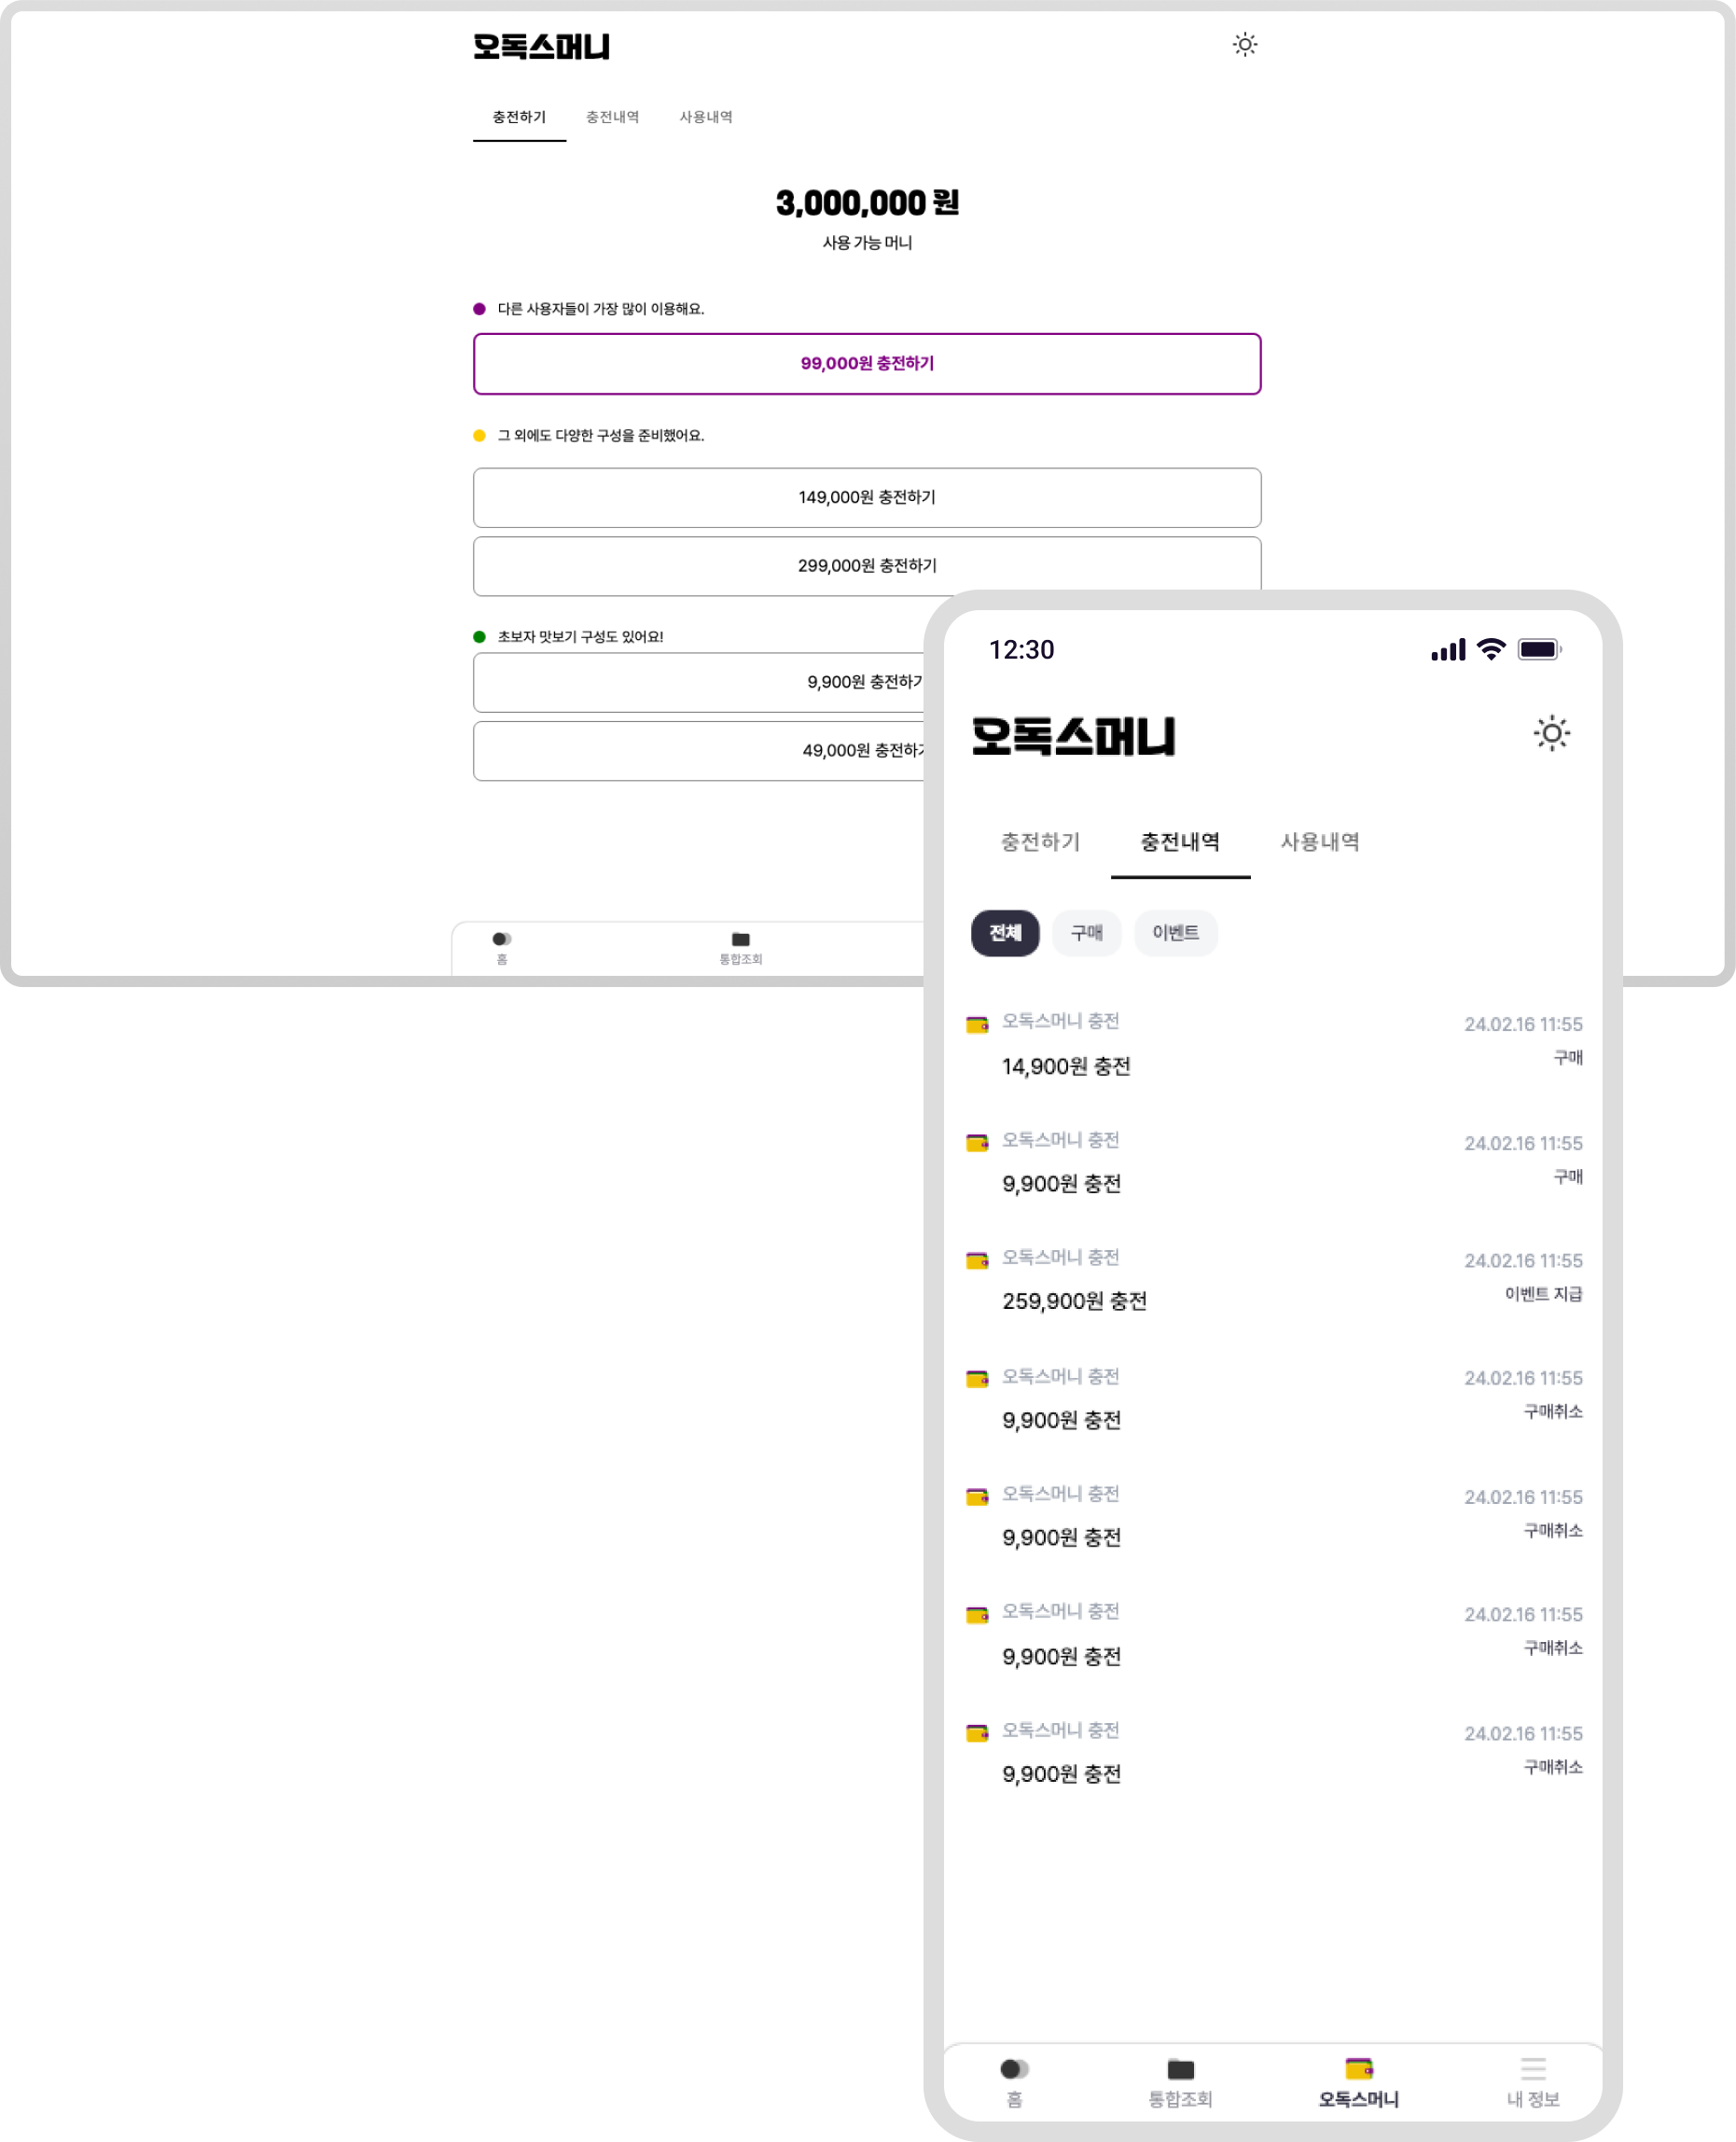 오독스머니
충전하기 충전내역 사용내역
3,000,000 원
사용 가능 머니
다른 사용자들이 가장 많이 이용해요.
99,000원 충전하기
그 외에도 다양한 구성을 준비했어요.
149,000원 충전하기
299,000원 충전하기
초보자 맛보기 구성도 있어요!
9,900원 충전하기
49,000원 충전하기
홈 통합조회
12:30
오독스머니
충전하기 충전내역 사용내역
전체 구매 이벤트
오독스머니 충전 24.02.16 11:55
14,900원 충전 구매
오독스머니 충전 24.02.16 11:55
9,900원 충전 구매
오독스머니 충전 24.02.16 11:55
259,900원 충전 이벤트 지급
오독스머니 충전 24.02.16 11:55
9,900원 충전 구매취소
오독스머니 충전 24.02.16 11:55
9,900원 충전 구매취소
오독스머니 충전 24.02.16 11:55
9,900원 충전 구매취소
오독스머니 충전 24.02.16 11:55
9,900원 충전 구매취소
홈 통합조회 오독스머니 내 정보